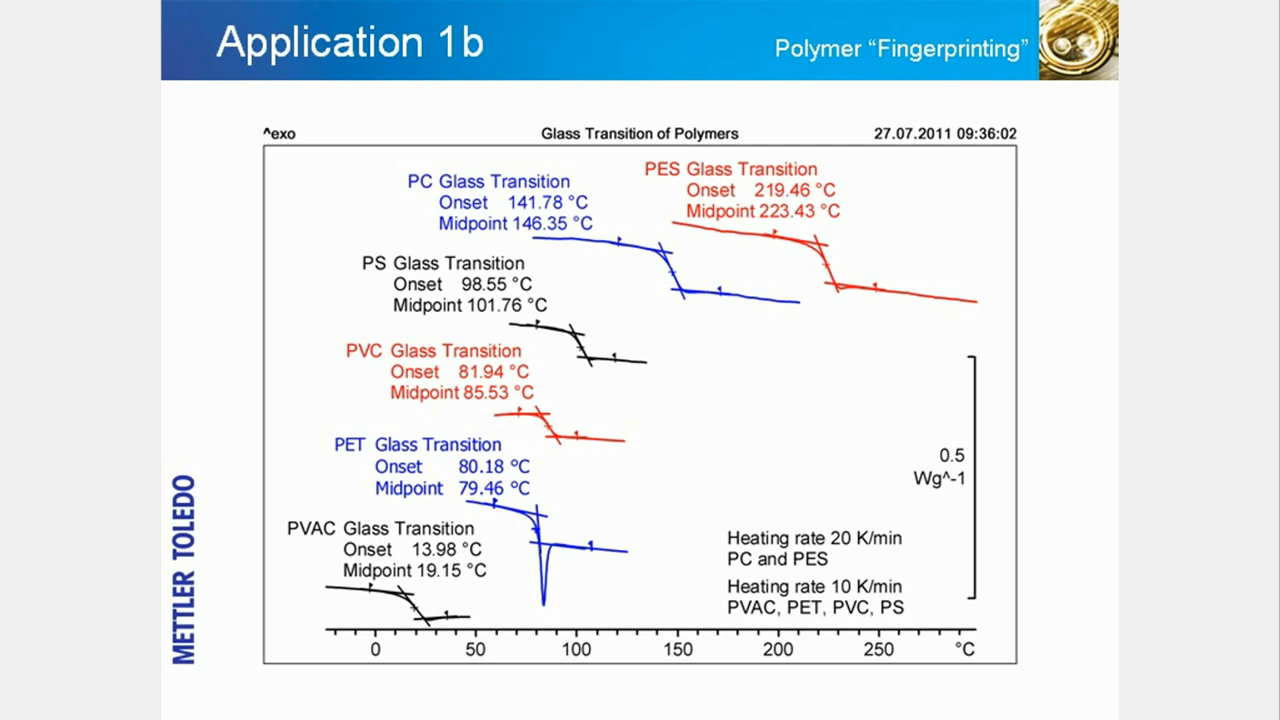 Application 1b
Polymer “Fingerprinting”
^exo
Glass Transition of Polymers
27.07.2011 09:36:02
PES Glass Transition
Onset 219.46 °C
Midpoint 223.43 °C
PC Glass Transition
Onset 141.78 °C
Midpoint 146.35 °C
PS Glass Transition
Onset 98.55 °C
Midpoint 101.76 °C
PVC Glass Transition
Onset 81.94 °C
Midpoint 85.53 °C
PET Glass Transition
Onset 80.18 °C
Midpoint 79.46 °C
0.5
Wg^-1
PVAC Glass Transition
Onset 13.98 °C
Midpoint 19.15 °C
Heating rate 20 K/min
PC and PES
Heating rate 10 K/min
PVAC, PET, PVC, PS
0 50 100 150 200 250 °C
METTLER TOLEDO